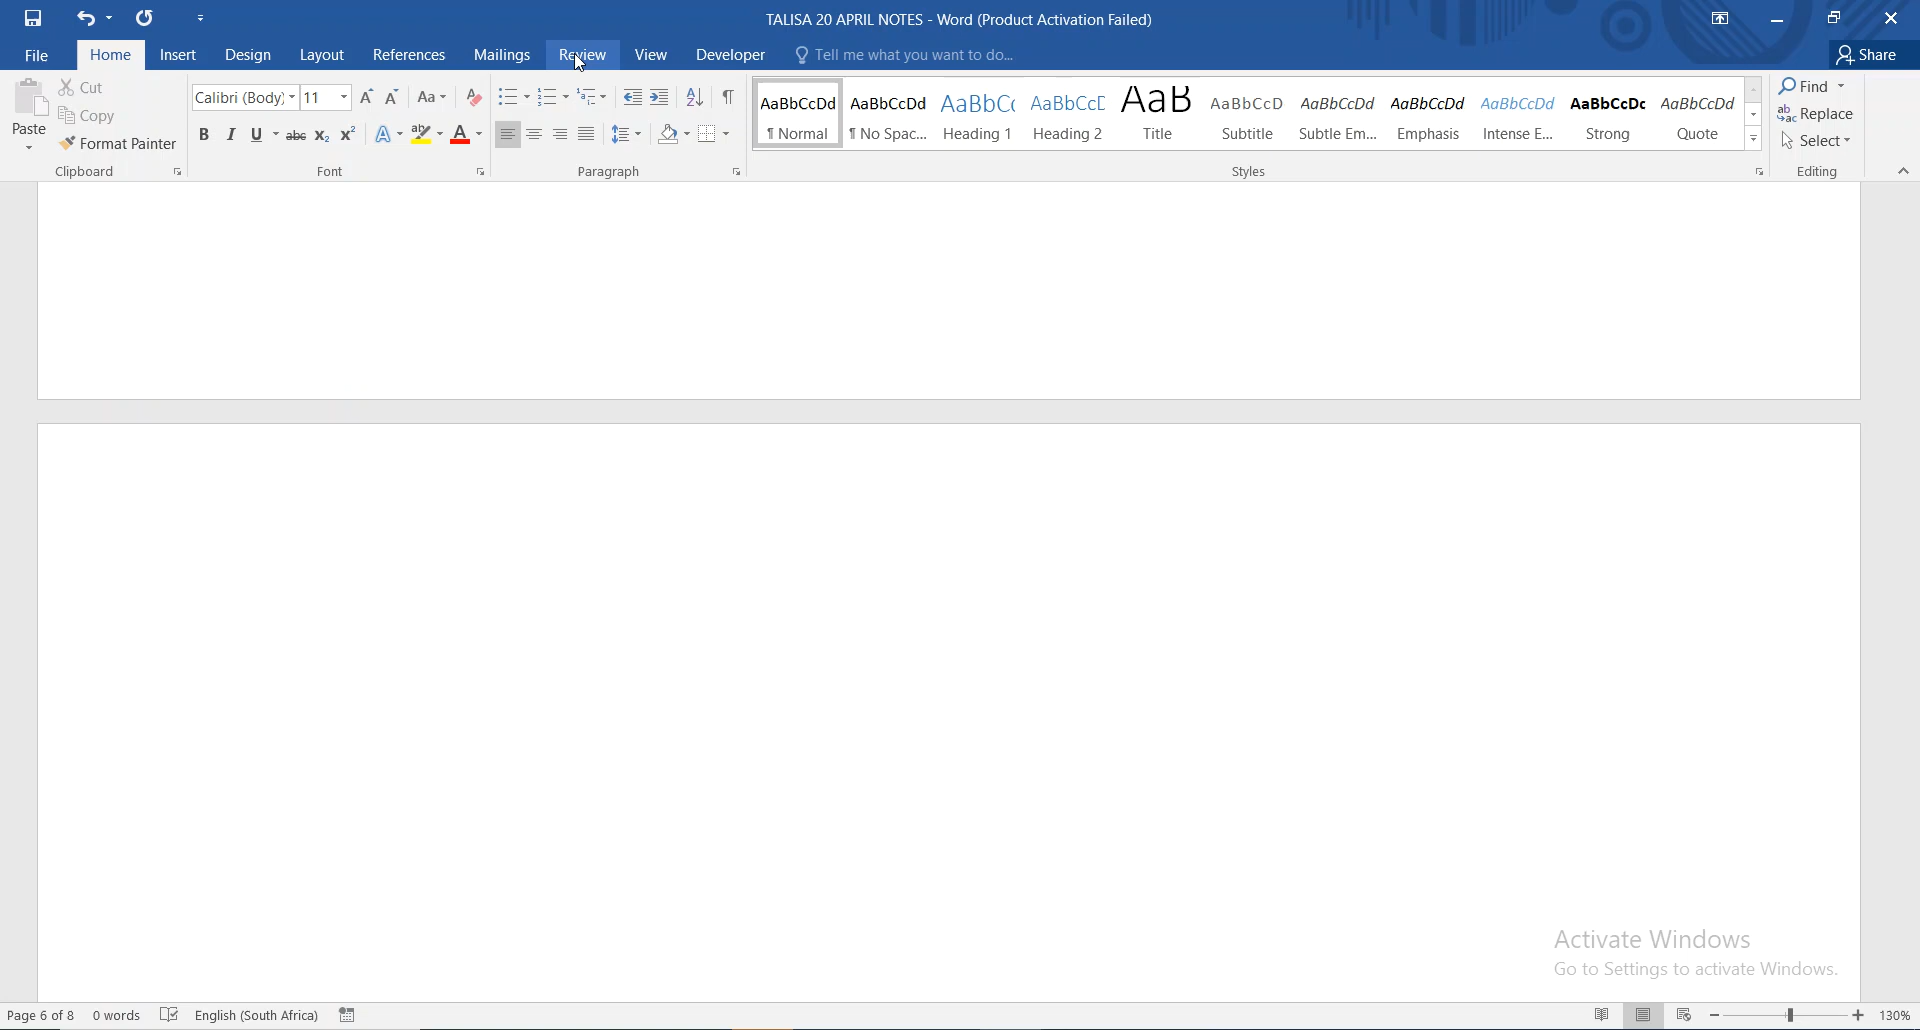 TALISA 20 APRIL NOTES - Word (Product Activation Failed)
File Home Insert Design Layout References Mailings Review View Developer Tell me what you want to do... Share
Paste
Cut
Copy
Format Painter
Clipboard
Calibri (Body) 11
Font
Paragraph
AaBbCcDd AaBbCcDd AaBbCc AaBbCcD AaB AaBbCcD AaBbCcDd AaBbCcDd AaBbCcDd AaBbCcDc AaBbCcDd
¶ Normal ¶ No Spac... Heading 1 Heading 2 Title Subtitle Subtle Em... Emphasis Intense E... Strong Quote
Styles
Find
Replace
Select
Editing
Activate Windows
Go to Settings to activate Windows.
Page 6 of 8 0 words English (South Africa) 130%